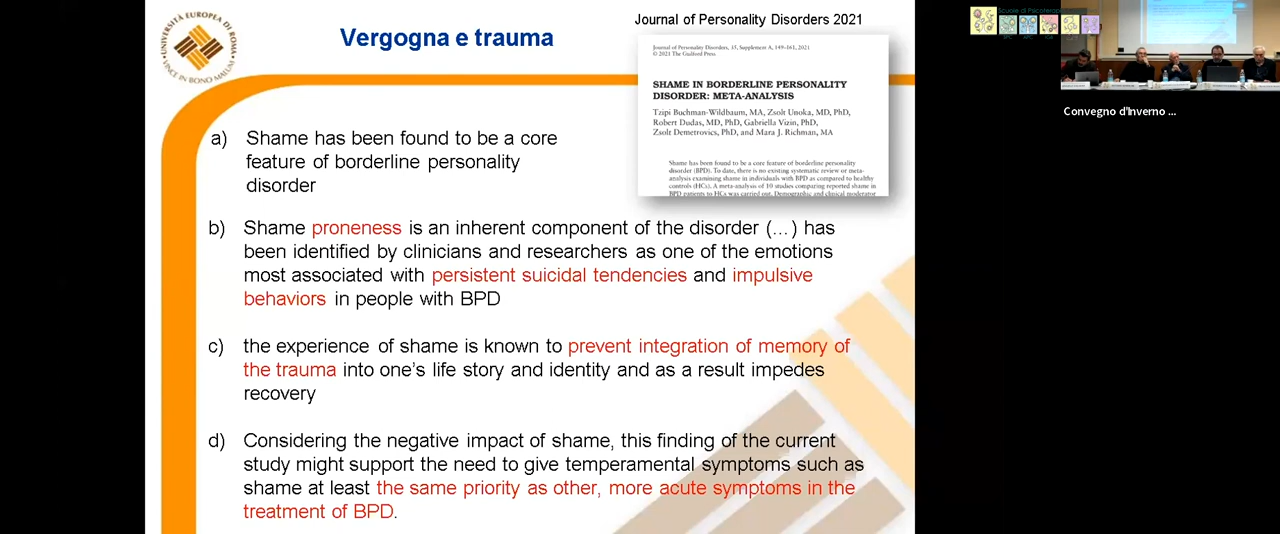 Journal of Personality Disorders 2021
Vergogna e trauma
UNIVERSITÀ EUROPEA DI ROMA
VINCE IN BONO MALUM
Journal of Personality Disorders, 35, Supplement A, 149–161, 2021
© 2021 The Guilford Press
SHAME IN BORDERLINE PERSONALITY
DISORDER: META-ANALYSIS
Tzipi Buchman-Wildbaum, MA, Zsolt Unoka, MD, PhD,
Robert Dudas, MD, PhD, Gabriella Vizin, PhD,
Zsolt Demetrovics, PhD, and Mara J. Richman, MA
Shame has been found to be a core feature of borderline personality
disorder (BPD). To date, there is no existing systematic review or meta-
analysis examining shame in individuals with BPD as compared to healthy
controls (HCs). A meta-analysis of 10 studies comparing reported shame in
BPD patients to HCs was carried out. Demographic and clinical moderator
a) Shame has been found to be a core
feature of borderline personality
disorder
b) Shame proneness is an inherent component of the disorder (...) has
been identified by clinicians and researchers as one of the emotions
most associated with persistent suicidal tendencies and impulsive
behaviors in people with BPD
c) the experience of shame is known to prevent integration of memory of
the trauma into one's life story and identity and as a result impedes
recovery
d) Considering the negative impact of shame, this finding of the current
study might support the need to give temperamental symptoms such as
shame at least the same priority as other, more acute symptoms in the
treatment of BPD.
Scuole di Psicoterapia
Convegno d'Inverno ...